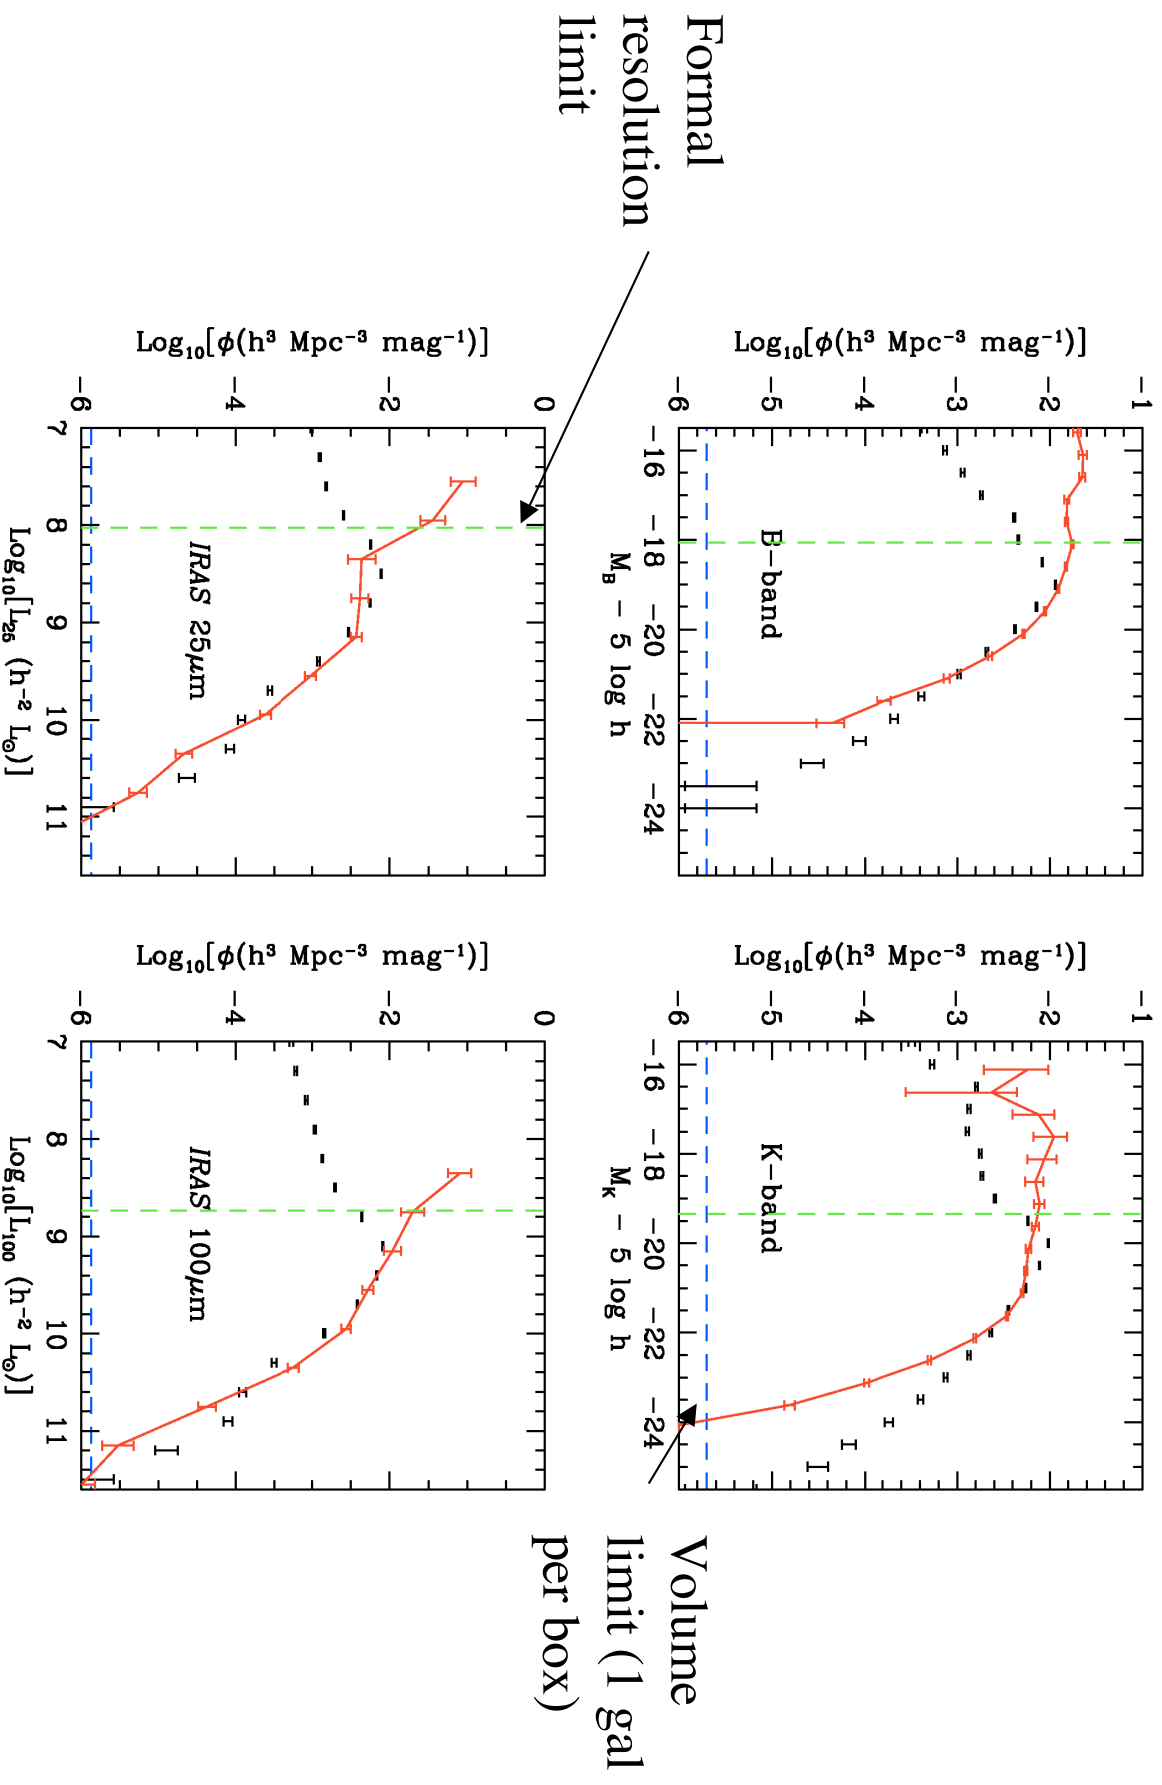 Formal
resolution
limit
Log₁₀[ϕ(h³ Mpc⁻³ mag⁻¹)]
-1
-2
-3
-4
-5
-6
B-band
-16 -18 -20 -22 -24
M_B - 5 log h
Log₁₀[ϕ(h³ Mpc⁻³ mag⁻¹)]
-1
-2
-3
-4
-5
-6
K-band
-16 -18 -20 -22 -24
M_K - 5 log h
Log₁₀[ϕ(h³ Mpc⁻³ mag⁻¹)]
0
-2
-4
-6
IRAS 25μm
7 8 9 10 11
Log₁₀[L₂₅ (h⁻² L☉)]
Log₁₀[ϕ(h³ Mpc⁻³ mag⁻¹)]
0
-2
-4
-6
IRAS 100μm
7 8 9 10 11
Log₁₀[L₁₀₀ (h⁻² L☉)]
Volume
limit (1 gal
per box)